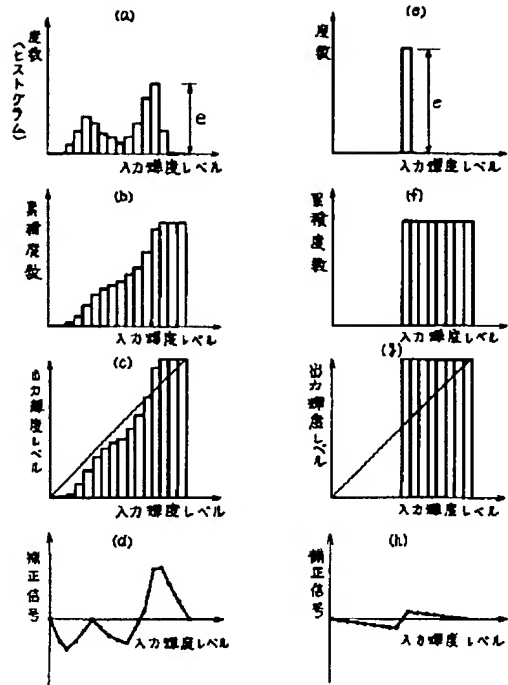 (a)
度数
(ヒストグラム)
e
入力輝度レベル
(b)
累積度数
入力輝度レベル
(c)
出力輝度レベル
入力輝度レベル
(d)
補正信号
入力輝度レベル
(e)
度数
e
入力輝度レベル
(f)
累積度数
入力輝度レベル
(g)
出力輝度レベル
入力輝度レベル
(h)
補正信号
入力輝度レベル